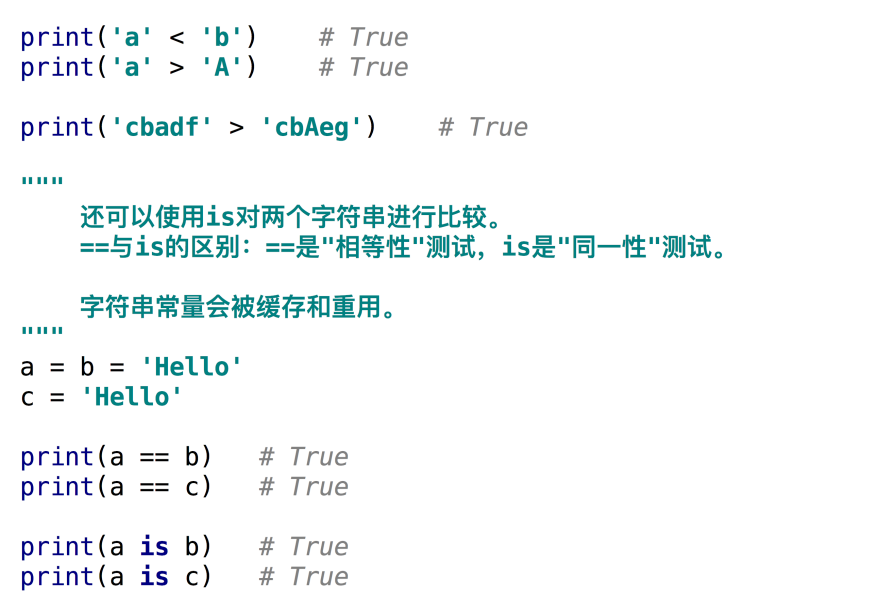 print('a' < 'b')    # True
print('a' > 'A')    # True
print('cbadf' > 'cbAeg')    # True
"""
还可以使用is对两个字符串进行比较。
==与is的区别：==是"相等性"测试，is是"同一性"测试。
字符串常量会被缓存和重用。
"""
a = b = 'Hello'
c = 'Hello'
print(a == b)   # True
print(a == c)   # True
print(a is b)   # True
print(a is c)   # True